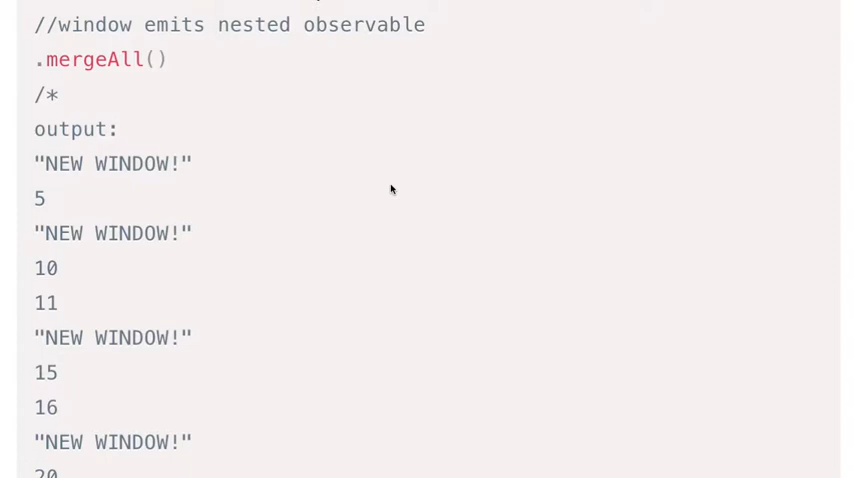 //window emits nested observable
.mergeAll()
/*
output:
"NEW WINDOW!"
5
"NEW WINDOW!"
10
11
"NEW WINDOW!"
15
16
"NEW WINDOW!"
20